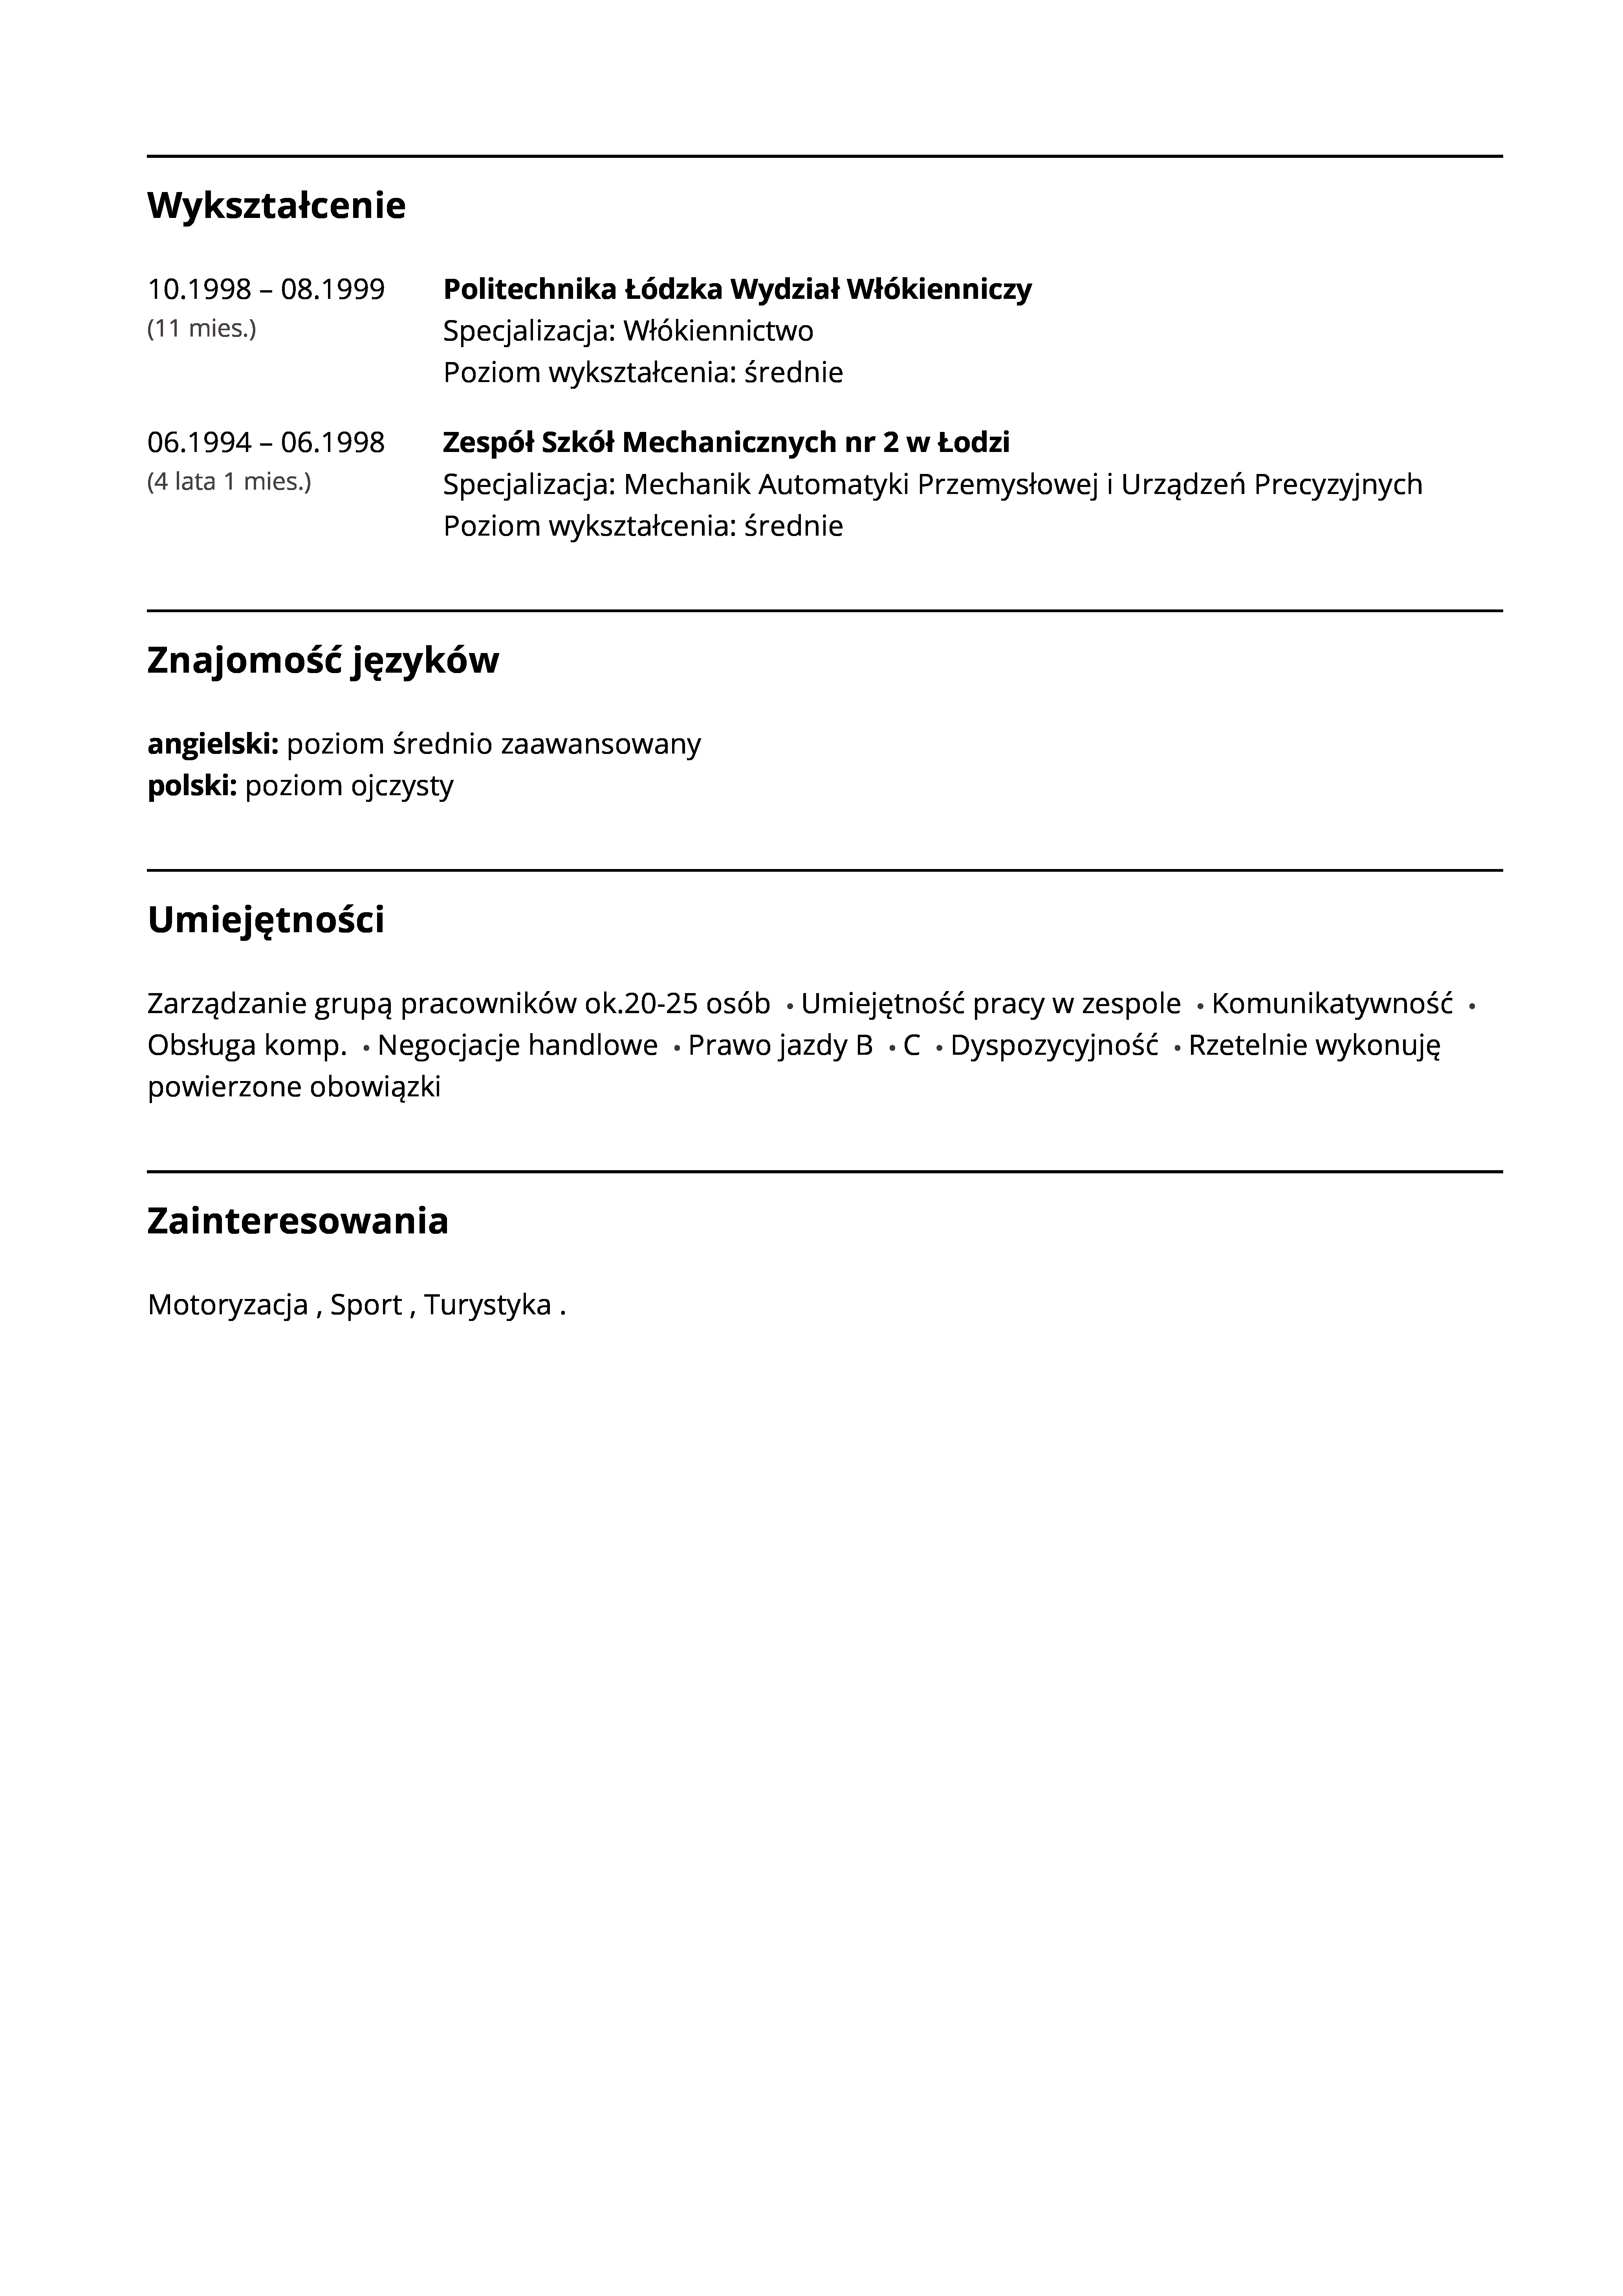 Wykształcenie
10.1998 – 08.1999
(11 mies.)
Politechnika Łódzka Wydział Włókienniczy
Specjalizacja: Włókiennictwo
Poziom wykształcenia: średnie
06.1994 – 06.1998
(4 lata 1 mies.)
Zespół Szkół Mechanicznych nr 2 w Łodzi
Specjalizacja: Mechanik Automatyki Przemysłowej i Urządzeń Precyzyjnych
Poziom wykształcenia: średnie
Znajomość języków
angielski: poziom średnio zaawansowany
polski: poziom ojczysty
Umiejętności
Zarządzanie grupą pracowników ok.20-25 osób • Umiejętność pracy w zespole • Komunikatywność •
Obsługa komp. • Negocjacje handlowe • Prawo jazdy B • C • Dyspozycyjność • Rzetelnie wykonuję
powierzone obowiązki
Zainteresowania
Motoryzacja , Sport , Turystyka .